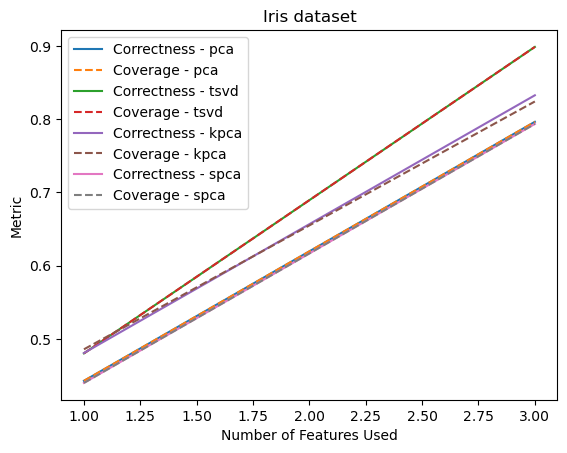 Iris dataset
Correctness - pca
Coverage - pca
Correctness - tsvd
Coverage - tsvd
Correctness - kpca
Coverage - kpca
Correctness - spca
Coverage - spca
Metric
0.9
0.8
0.7
0.6
0.5
1.00 1.25 1.50 1.75 2.00 2.25 2.50 2.75 3.00
Number of Features Used